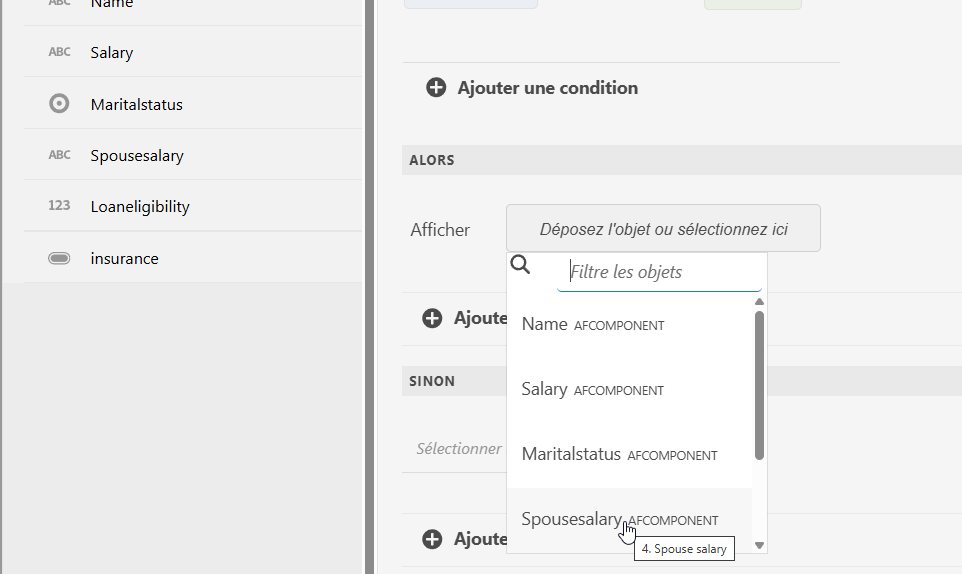 ABC Name
ABC Salary
Maritalstatus
ABC Spousesalary
123 Loaneligibility
insurance
Ajouter une condition
ALORS
Afficher
Déposez l'objet ou sélectionnez ici
Filtre les objets
Name AFCOMPONENT
Salary AFCOMPONENT
Maritalstatus AFCOMPONENT
Spousesalary AFCOMPONENT
4. Spouse salary
Ajoute
SINON
Sélectionner
Ajoute